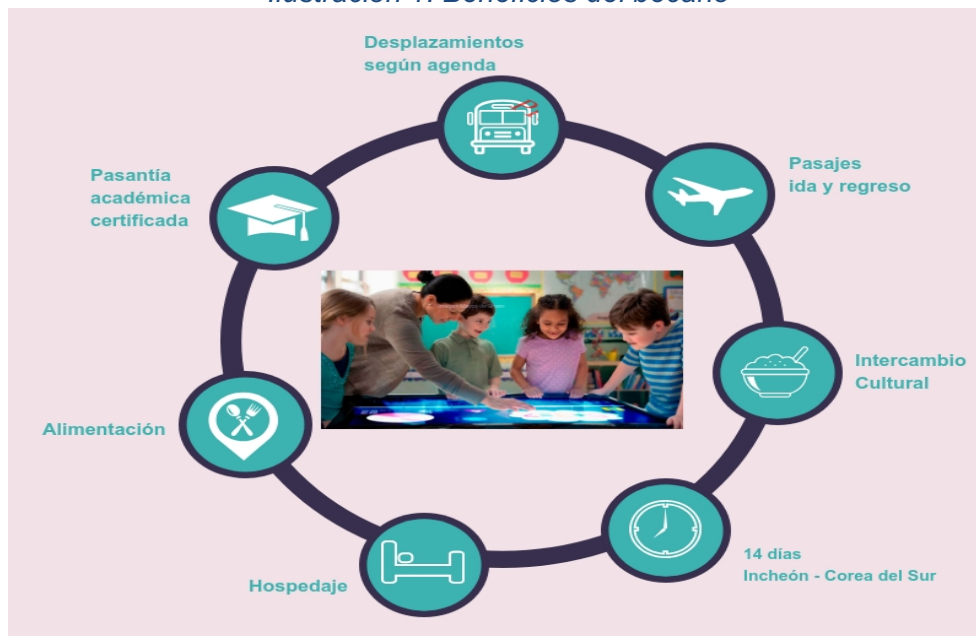 Desplazamientos
según agenda
Pasajes
ida y regreso
Pasantía
académica
certificada
Intercambio
Cultural
Alimentación
14 días
Incheón - Corea del Sur
Hospedaje